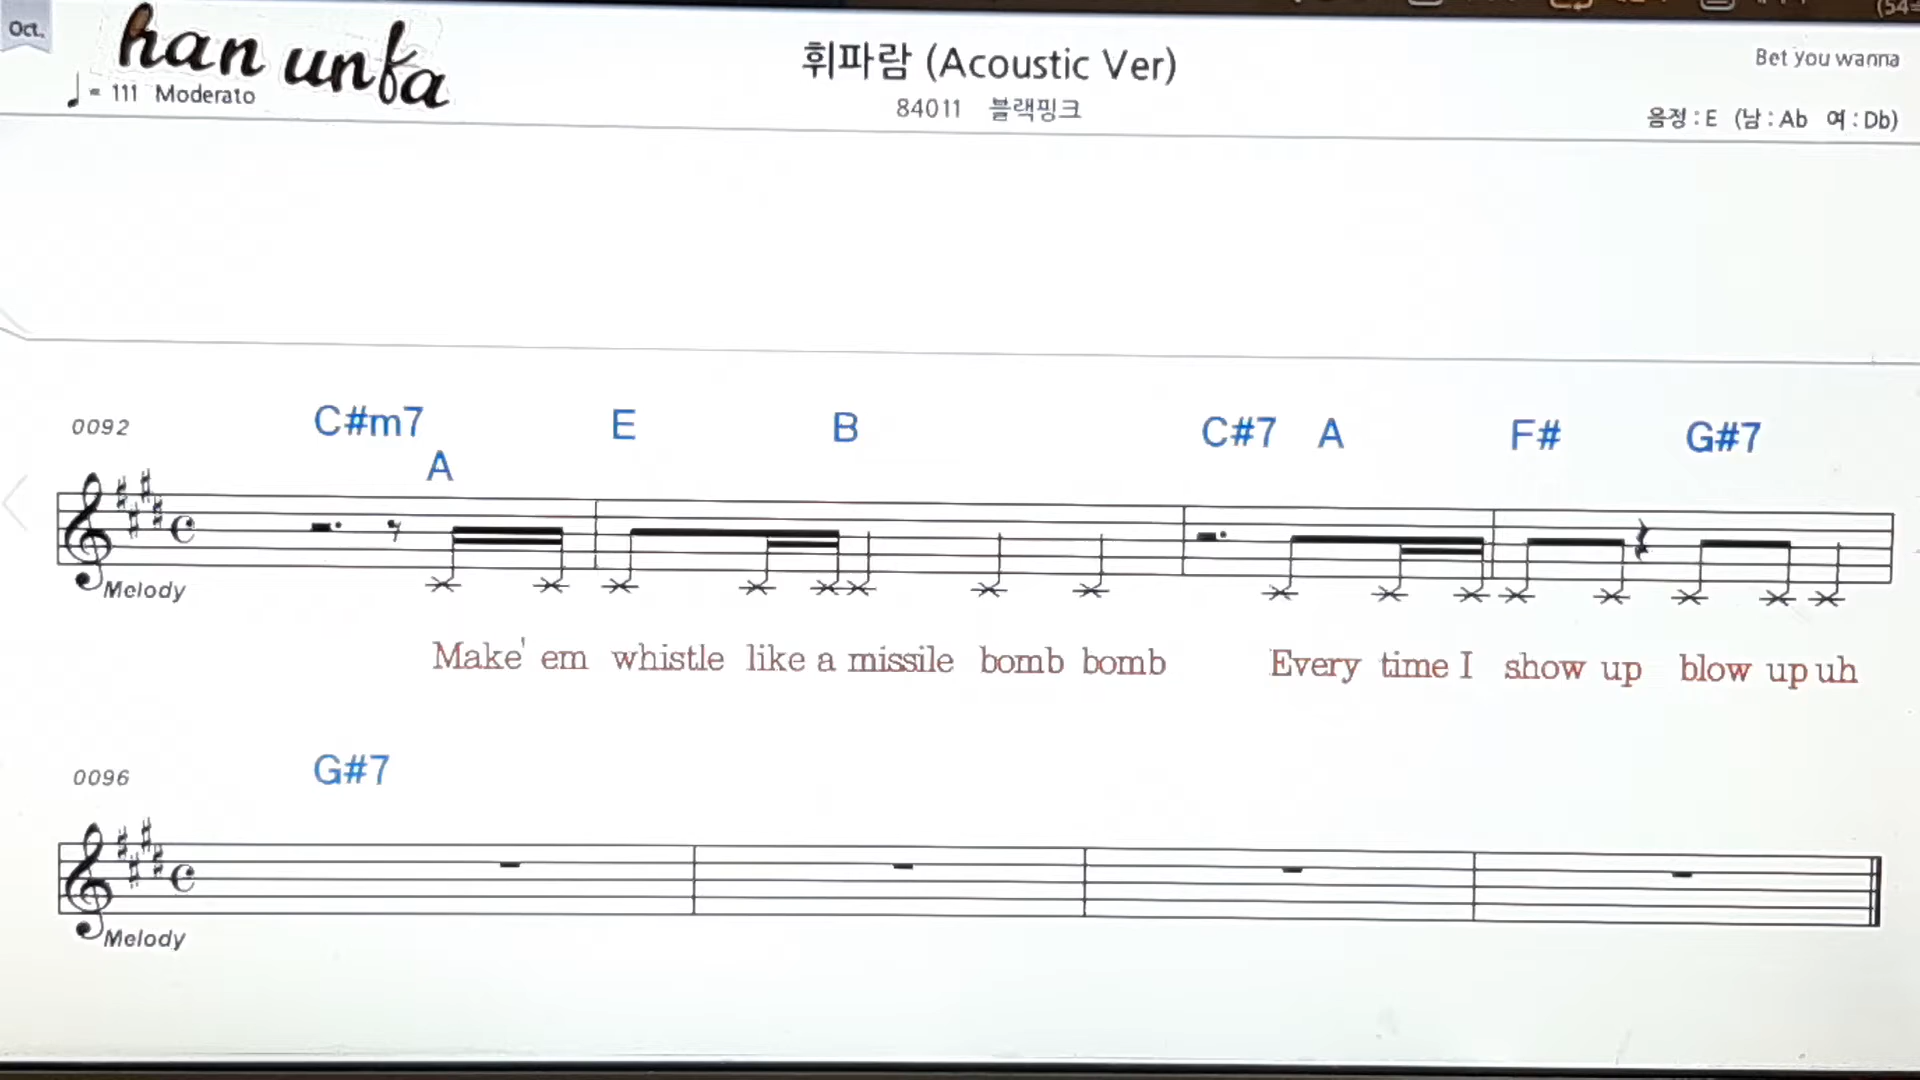 Oct.
han unfa
♩ = 111 Moderato
휘파람 (Acoustic Ver)
84011 블랙핑크
Bet you wanna
음정 : E (남 : Ab 여 : Db)
0092 C#m7 A E B C#7 A F# G#7
Melody
Make' em whistle like a missile bomb bomb Every time I show up blow up uh
0096 G#7
Melody